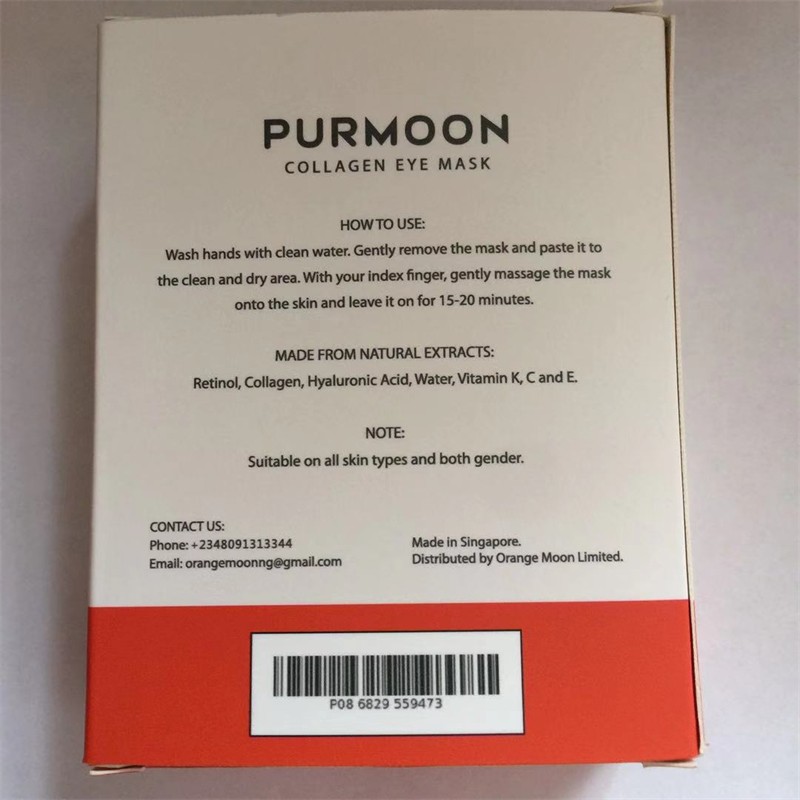 PURMOON
COLLAGEN EYE MASK
HOW TO USE:
Wash hands with clean water. Gently remove the mask and paste it to
the clean and dry area. With your index finger, gently massage the mask
onto the skin and leave it on for 15-20 minutes.
MADE FROM NATURAL EXTRACTS:
Retinol, Collagen, Hyaluronic Acid, Water, Vitamin K, C and E.
NOTE:
Suitable on all skin types and both gender.
CONTACT US:
Phone: +2348091313344
Email: orangemoonng@gmail.com
Made in Singapore.
Distributed by Orange Moon Limited.
P08 6829 559473